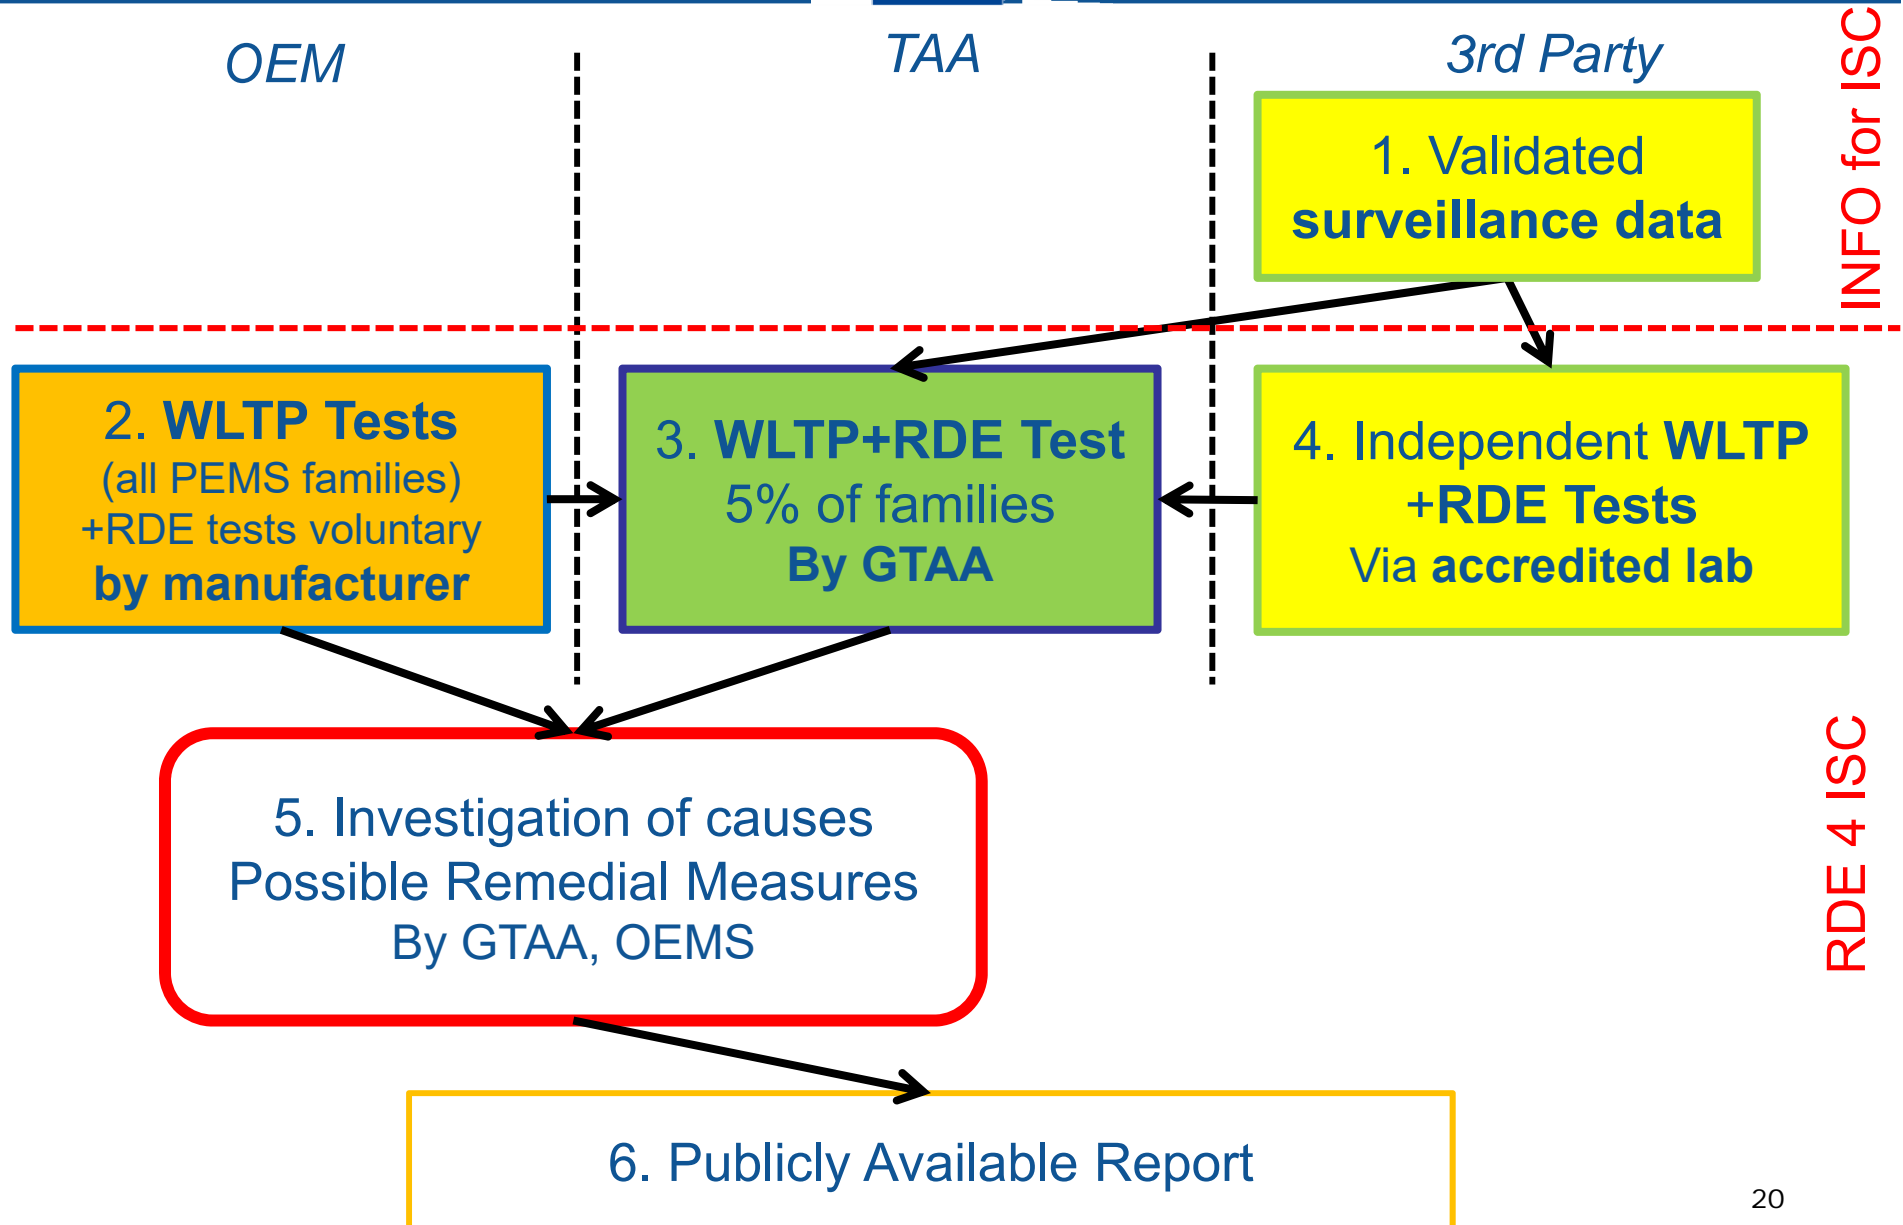 OEM
TAA
3rd Party
INFO for ISC
1. Validated
surveillance data
2. WLTP Tests
(all PEMS families)
+RDE tests voluntary
by manufacturer
3. WLTP+RDE Test
5% of families
By GTAA
4. Independent WLTP
+RDE Tests
Via accredited lab
5. Investigation of causes
Possible Remedial Measures
By GTAA, OEMS
RDE 4 ISC
6. Publicly Available Report
20